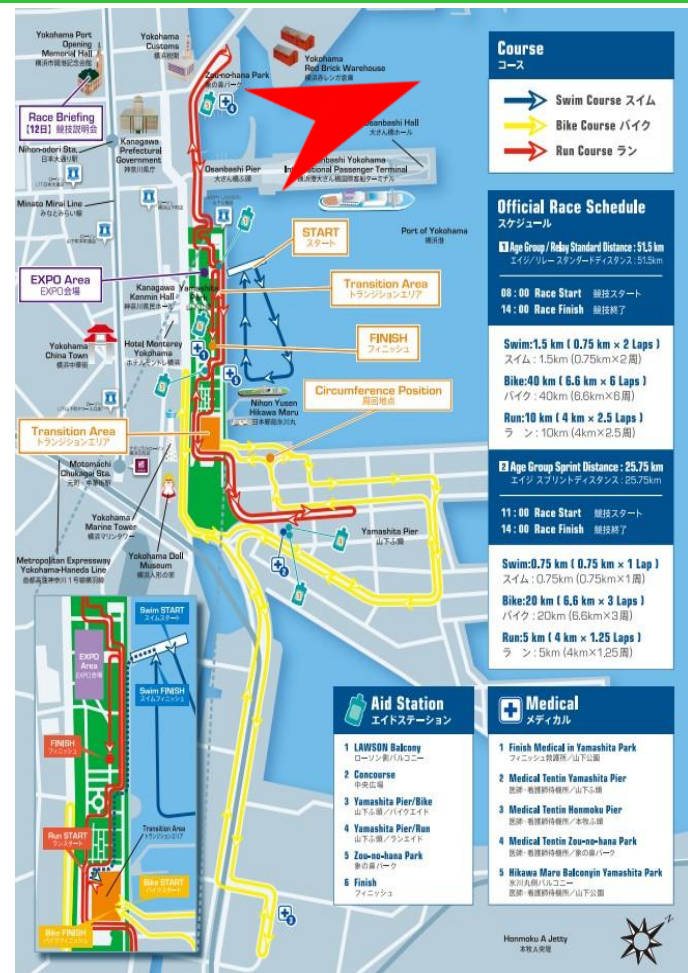 Yokohama Port
Opening
Memorial Hall
横浜市開港記念会館
Yokohama
Customs
横浜税関
Zou-no-hana Park
象の鼻パーク
Yokohama
Red Brick Warehouse
横浜赤レンガ倉庫
Race Briefing
【12日】競技説明会
Nihon-odori Sta.
日本大通り駅
Kanagawa
Prefectural
Government
神奈川県庁
Osanbashi Pier
大さん橋ふ頭
Osanbashi Hall
大さん橋ホール
Osanbashi Yokohama
International Passenger Terminal
横浜港大さん橋国際客船ターミナル
Minato Mirai Line
みなとみらい線
Port of Yokohama
横浜港
START
スタート
EXPO Area
EXPO会場
Kanagawa
Kenmin Hall
神奈川県民ホール
Yamashita
Park
Transition Area
トランジションエリア
FINISH
フィニッシュ
Yokohama
China Town
横浜中華街
Hotel Monterey
Yokohama
ホテルモントレ横浜
Nihon Yusen
Hikawa Maru
日本郵船氷川丸
Circumference Position
周回地点
Transition Area
トランジションエリア
Motomachi
Chukagai Sta.
元町・中華街駅
Yokohama
Marine Tower
横浜マリンタワー
Yokohama Doll
Museum
横浜人形の家
Yamashita Pier
山下ふ頭
Metropolitan Expressway
Yokohama-Haneda Line
首都高速神奈川1号横羽線
Swim START
スイムスタート
EXPO
Area
EXPO会場
Swim FINISH
スイムフィニッシュ
FINISH
フィニッシュ
Run START
ランスタート
Transition Area
トランジションエリア
Bike START
バイクスタート
Bike FINISH
バイクフィニッシュ
Course
コース
Swim Course スイム
Bike Course バイク
Run Course ラン
Official Race Schedule
スケジュール
1 Age Group / Relay Standard Distance : 51.5 km
エイジ/リレー スタンダードディスタンス : 51.5km
08:00 Race Start 競技スタート
14:00 Race Finish 競技終了
Swim:1.5 km ( 0.75 km × 2 Laps )
スイム : 1.5km (0.75km×2周)
Bike:40 km ( 6.6 km × 6 Laps )
バイク : 40km (6.6km×6周)
Run:10 km ( 4 km × 2.5 Laps )
ラン : 10km (4km×2.5周)
2 Age Group Sprint Distance : 25.75 km
エイジ スプリントディスタンス : 25.75km
11:00 Race Start 競技スタート
14:00 Race Finish 競技終了
Swim:0.75 km ( 0.75 km × 1 Lap )
スイム : 0.75km (0.75km×1周)
Bike:20 km ( 6.6 km × 3 Laps )
バイク : 20km (6.6km×3周)
Run:5 km ( 4 km × 1.25 Laps )
ラン : 5km (4km×1.25周)
Aid Station
エイドステーション
1 LAWSON Balcony
ローソン側バルコニー
2 Concourse
中央広場
3 Yamashita Pier/Bike
山下ふ頭／バイクエイド
4 Yamashita Pier/Run
山下ふ頭／ランエイド
5 Zou-no-hana Park
象の鼻パーク
6 Finish
フィニッシュ
Medical
メディカル
1 Finish Medical in Yamashita Park
フィニッシュ救護所／山下公園
2 Medical Tentin Yamashita Pier
医師・看護師待機所／山下ふ頭
3 Medical Tentin Honmoku Pier
医師・看護師待機所／本牧ふ頭
4 Medical Tentin Zou-no-hana Park
医師・看護師待機所／象の鼻パーク
5 Hikawa Maru Balconyin Yamashita Park
氷川丸側バルコニー
医師・看護師待機所／山下公園
Honmoku A Jetty
本牧A突堤